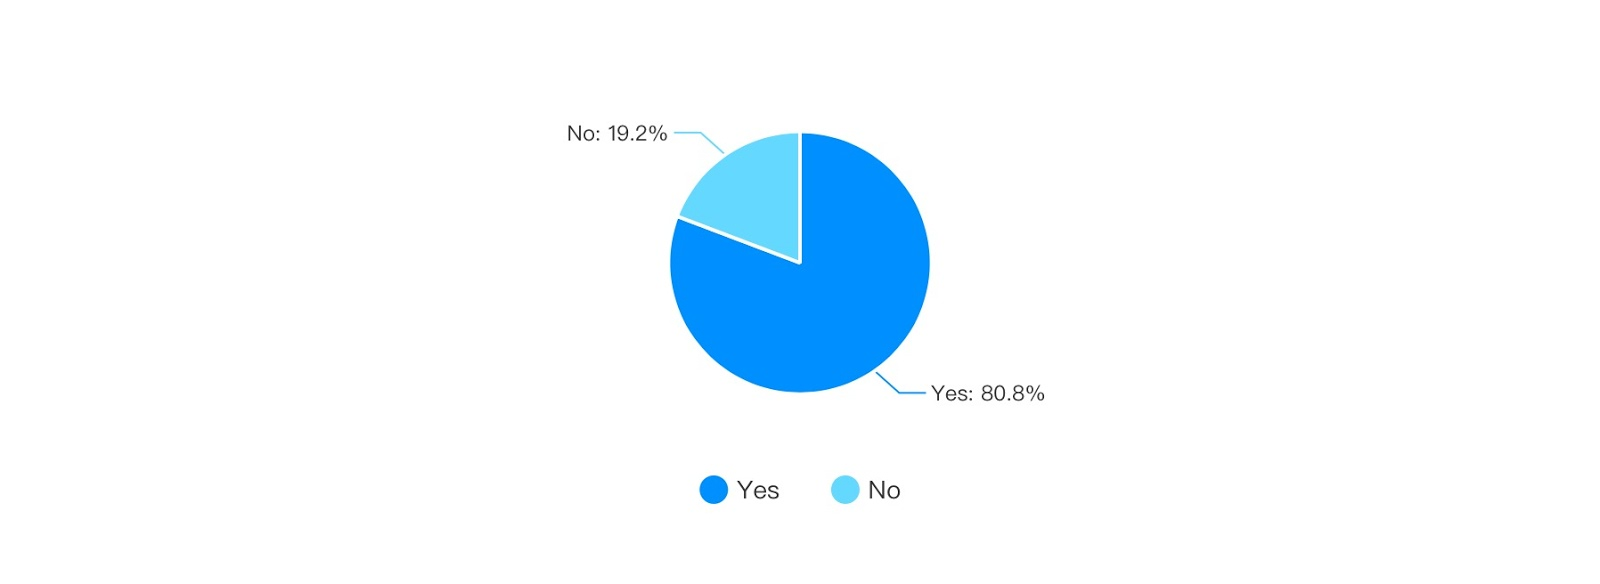 No: 19.2%
Yes: 80.8%
Yes No